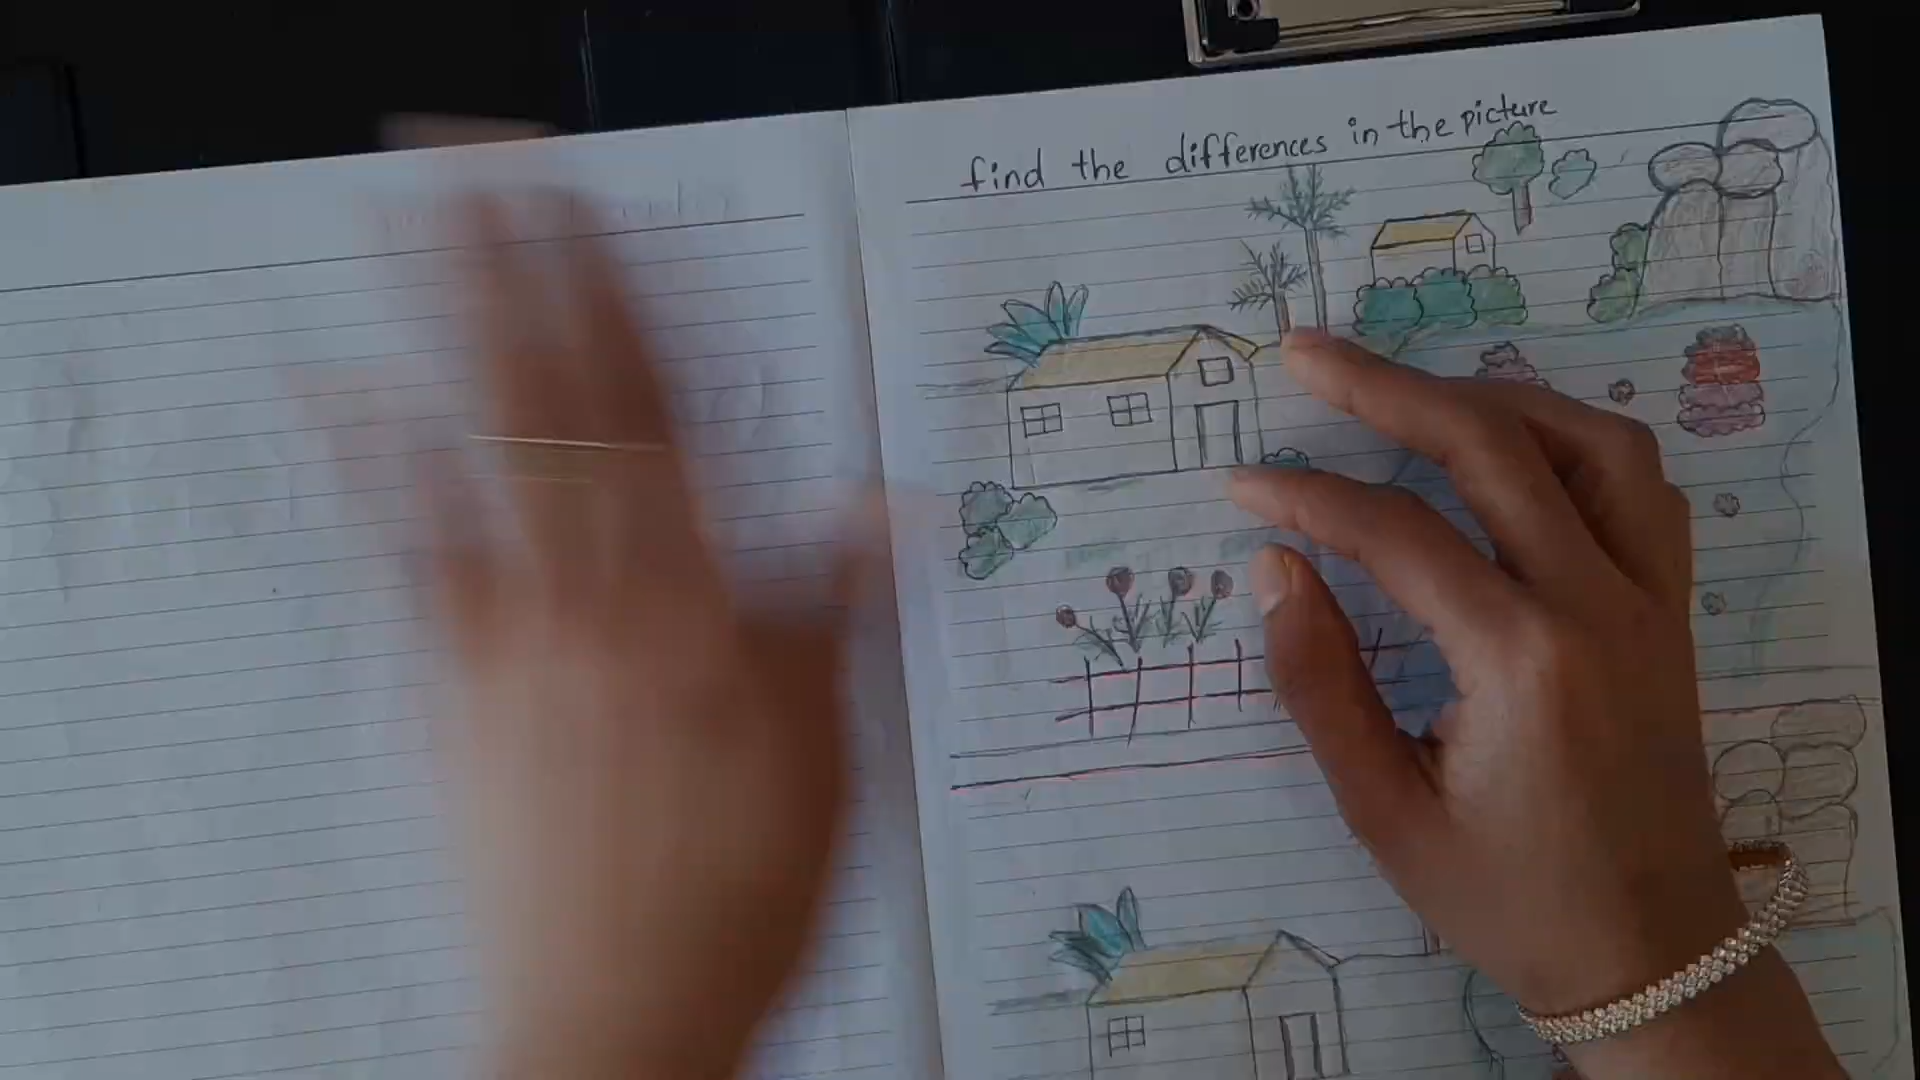 find the differences in the picture